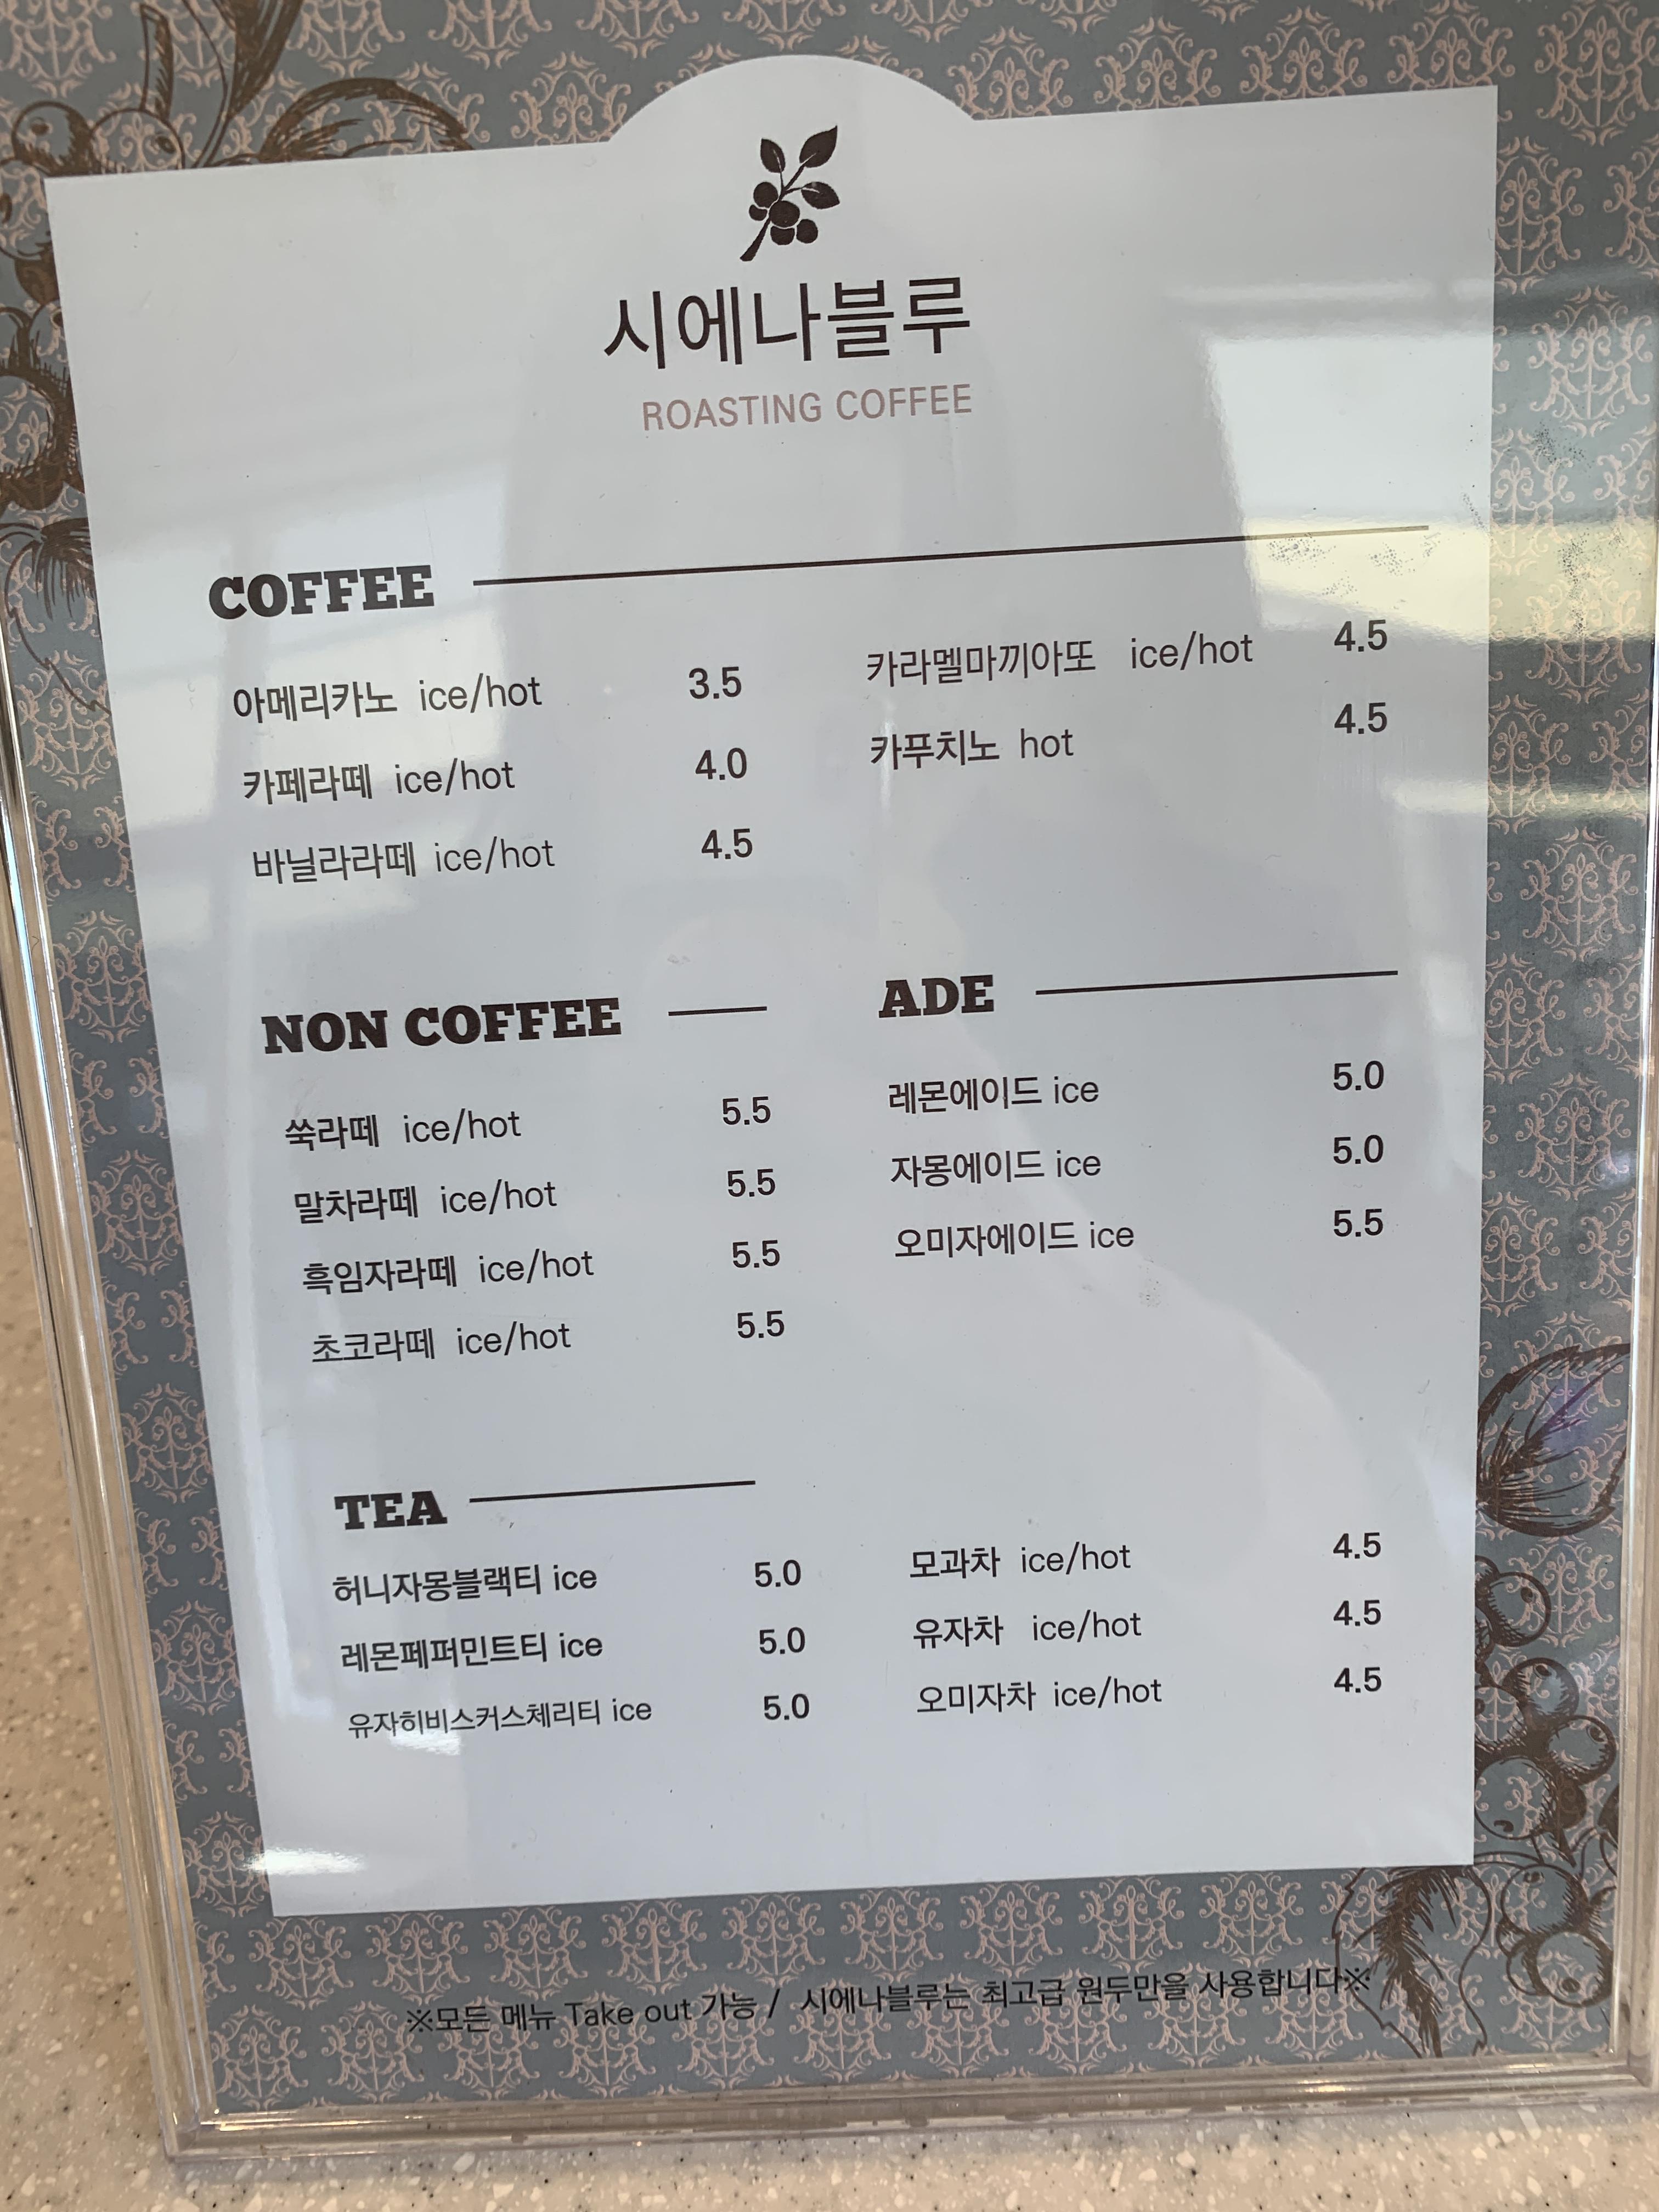 시에나블루
ROASTING COFFEE
COFFEE
아메리카노 ice/hot 3.5
카페라떼 ice/hot 4.0
바닐라라떼 ice/hot 4.5
카라멜마끼아또 ice/hot 4.5
카푸치노 hot 4.5
NON COFFEE
쑥라떼 ice/hot 5.5
말차라떼 ice/hot 5.5
흑임자라떼 ice/hot 5.5
초코라떼 ice/hot 5.5
ADE
레몬에이드 ice 5.0
자몽에이드 ice 5.0
오미자에이드 ice 5.5
TEA
허니자몽블랙티 ice 5.0
레몬페퍼민트티 ice 5.0
유자히비스커스체리티 ice 5.0
모과차 ice/hot 4.5
유자차 ice/hot 4.5
오미자차 ice/hot 4.5
※모든 메뉴 Take out 가능 / 시에나블루는 최고급 원두만을 사용합니다※